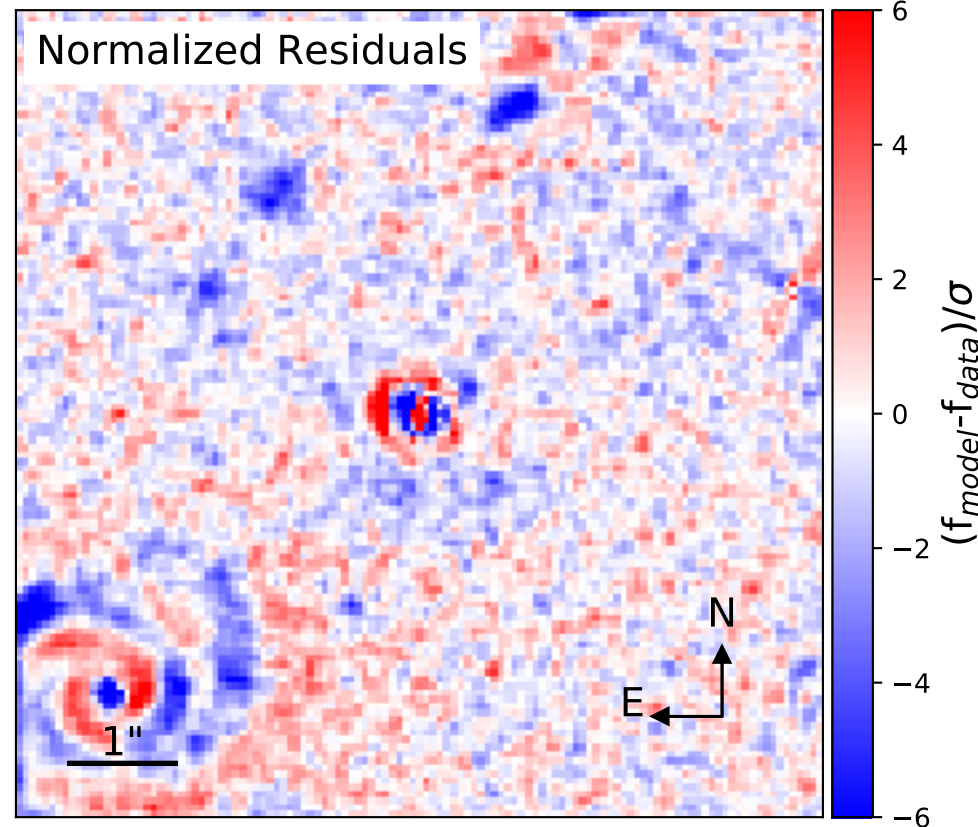 Normalized Residuals
6
4
2
0
−2
−4
−6
(f_model-f_data)/σ
N
E
1"